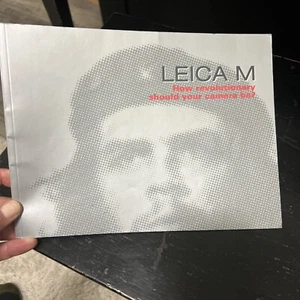 LEICA M
How revolutionary
should your camera be?